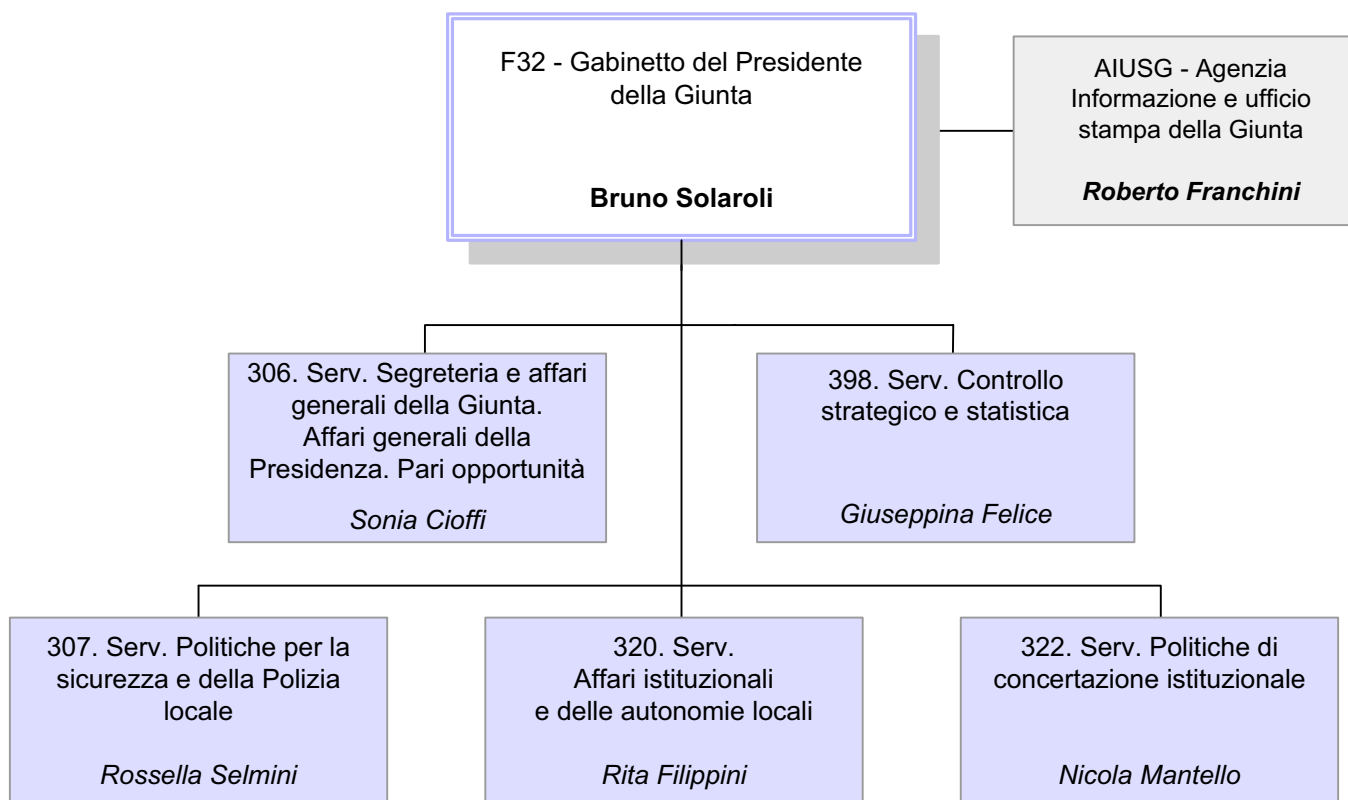 F32 - Gabinetto del Presidente
della Giunta
Bruno Solaroli
AIUSG - Agenzia
Informazione e ufficio
stampa della Giunta
Roberto Franchini
306. Serv. Segreteria e affari
generali della Giunta.
Affari generali della
Presidenza. Pari opportunità
Sonia Cioffi
398. Serv. Controllo
strategico e statistica
Giuseppina Felice
307. Serv. Politiche per la
sicurezza e della Polizia
locale
Rossella Selmini
320. Serv.
Affari istituzionali
e delle autonomie locali
Rita Filippini
322. Serv. Politiche di
concertazione istituzionale
Nicola Mantello